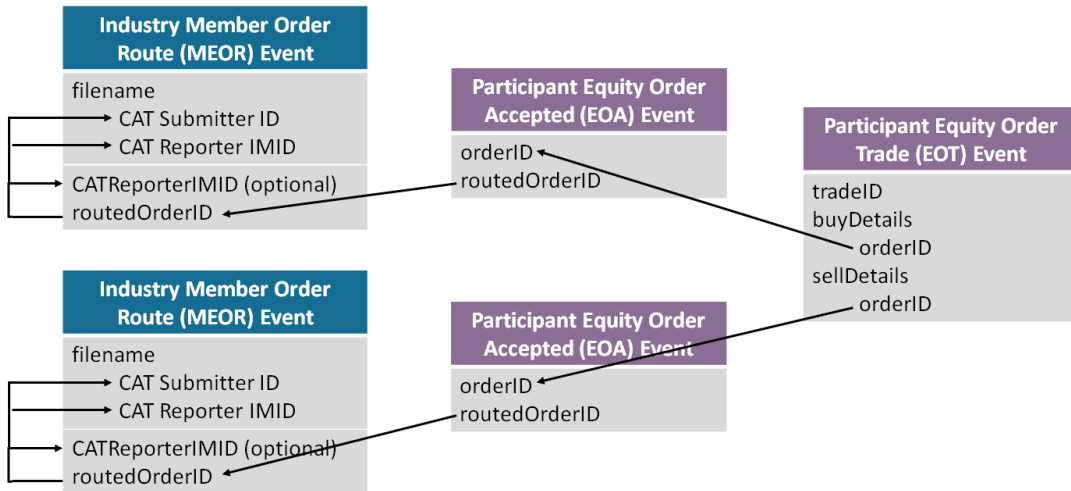 Industry Member Order
Route (MEOR) Event
filename
CAT Submitter ID
CAT Reporter IMID
CATReporterIMID (optional)
routedOrderID
Participant Equity Order
Accepted (EOA) Event
orderID
routedOrderID
Participant Equity Order
Trade (EOT) Event
tradeID
buyDetails
orderID
sellDetails
orderID
Industry Member Order
Route (MEOR) Event
filename
CAT Submitter ID
CAT Reporter IMID
CATReporterIMID (optional)
routedOrderID
Participant Equity Order
Accepted (EOA) Event
orderID
routedOrderID